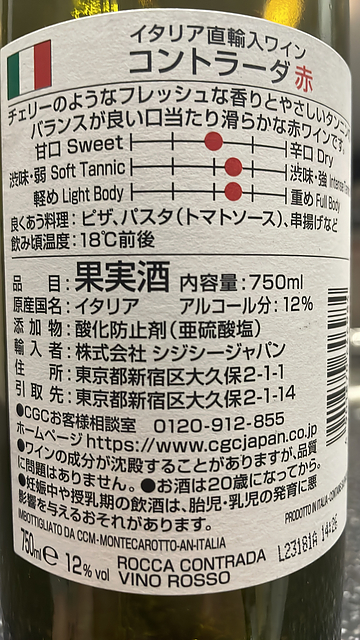 イタリア直輸入ワイン
コントラーダ 赤
チェリーのようなフレッシュな香りとやさしいタンニン
バランスが良い口当たり滑らかな赤ワインです。
甘口 Sweet 辛口 Dry
渋味・弱 Soft Tannic 渋味・強 Intense
軽め Light Body 重め Full Body
良くあう料理：ピザ、パスタ（トマトソース）、串揚げなど
飲み頃温度：18℃前後
品目：果実酒 内容量：750ml
原産国名：イタリア アルコール分：12%
添加物：酸化防止剤（亜硫酸塩）
輸入者：株式会社 シジシージャパン
住所：東京都新宿区大久保2-1-1
引取先：東京都新宿区大久保2-1-14
●CGCお客様相談室 0120-912-855
ホームページ https://www.cgcjapan.co.jp
●ワインの成分が沈殿することがありますが、品質
に問題はありません。●お酒は20歳になってから。
●妊娠中や授乳期の飲酒は、胎児・乳児の発育に悪
影響を与えるおそれがあります。
IMBOTTIGLIATO DA CCM-MONTECAROTTO-AN-ITALIA
PRODOTTO IN ITALIA
750ml e 12% vol ROCCA CONTRADA
VINO ROSSO
L23181A 14:26